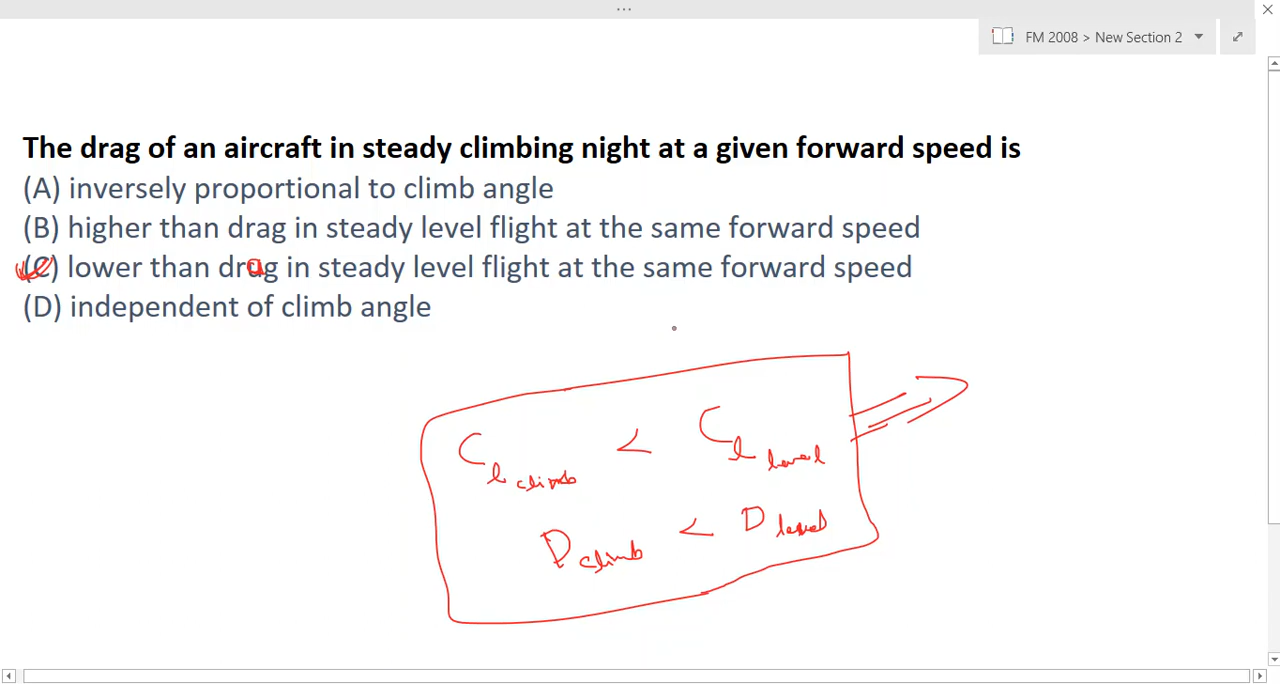 FM 2008 > New Section 2
The drag of an aircraft in steady climbing night at a given forward speed is
(A) inversely proportional to climb angle
(B) higher than drag in steady level flight at the same forward speed
(C) lower than drag in steady level flight at the same forward speed
(D) independent of climb angle
C l climb < C l level
D climb < D level